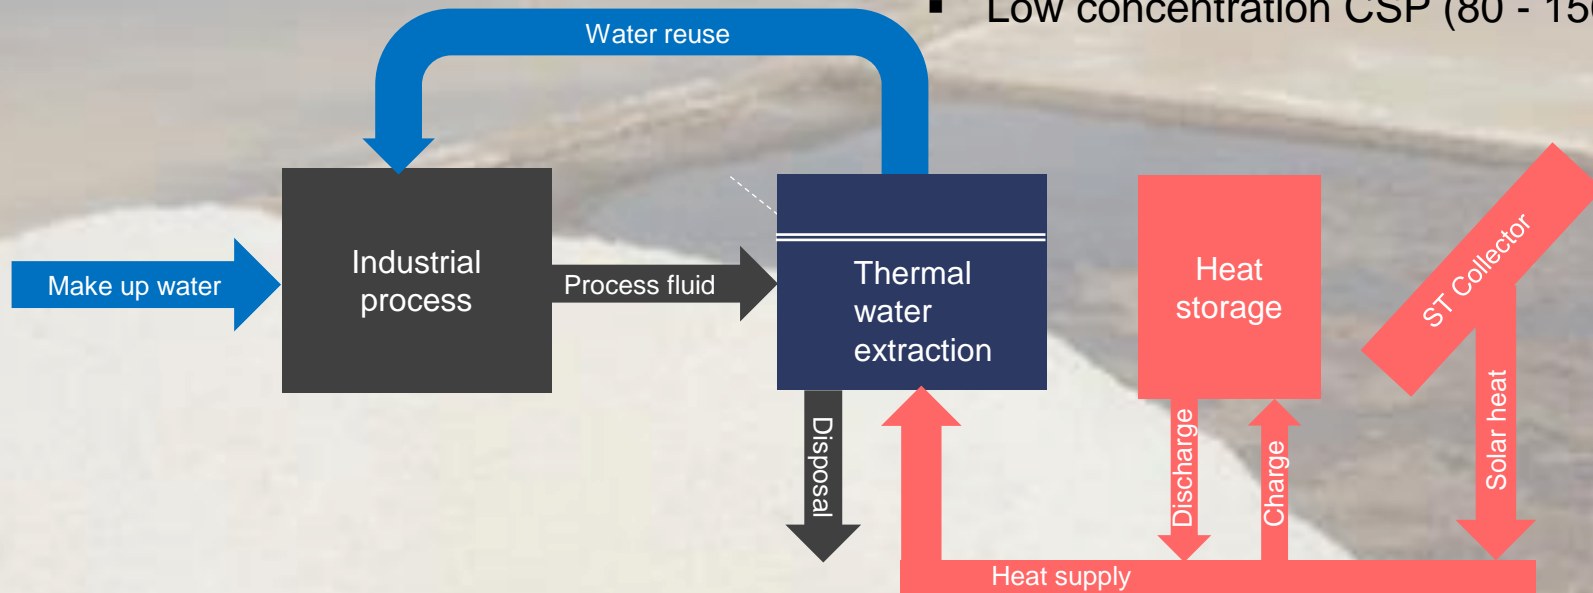 Low concentration CSP (80 - 150
Water reuse
Make up water
Industrial
process
Process fluid
Thermal
water
extraction
Heat
storage
ST Collector
Disposal
Discharge
Charge
Solar heat
Heat supply